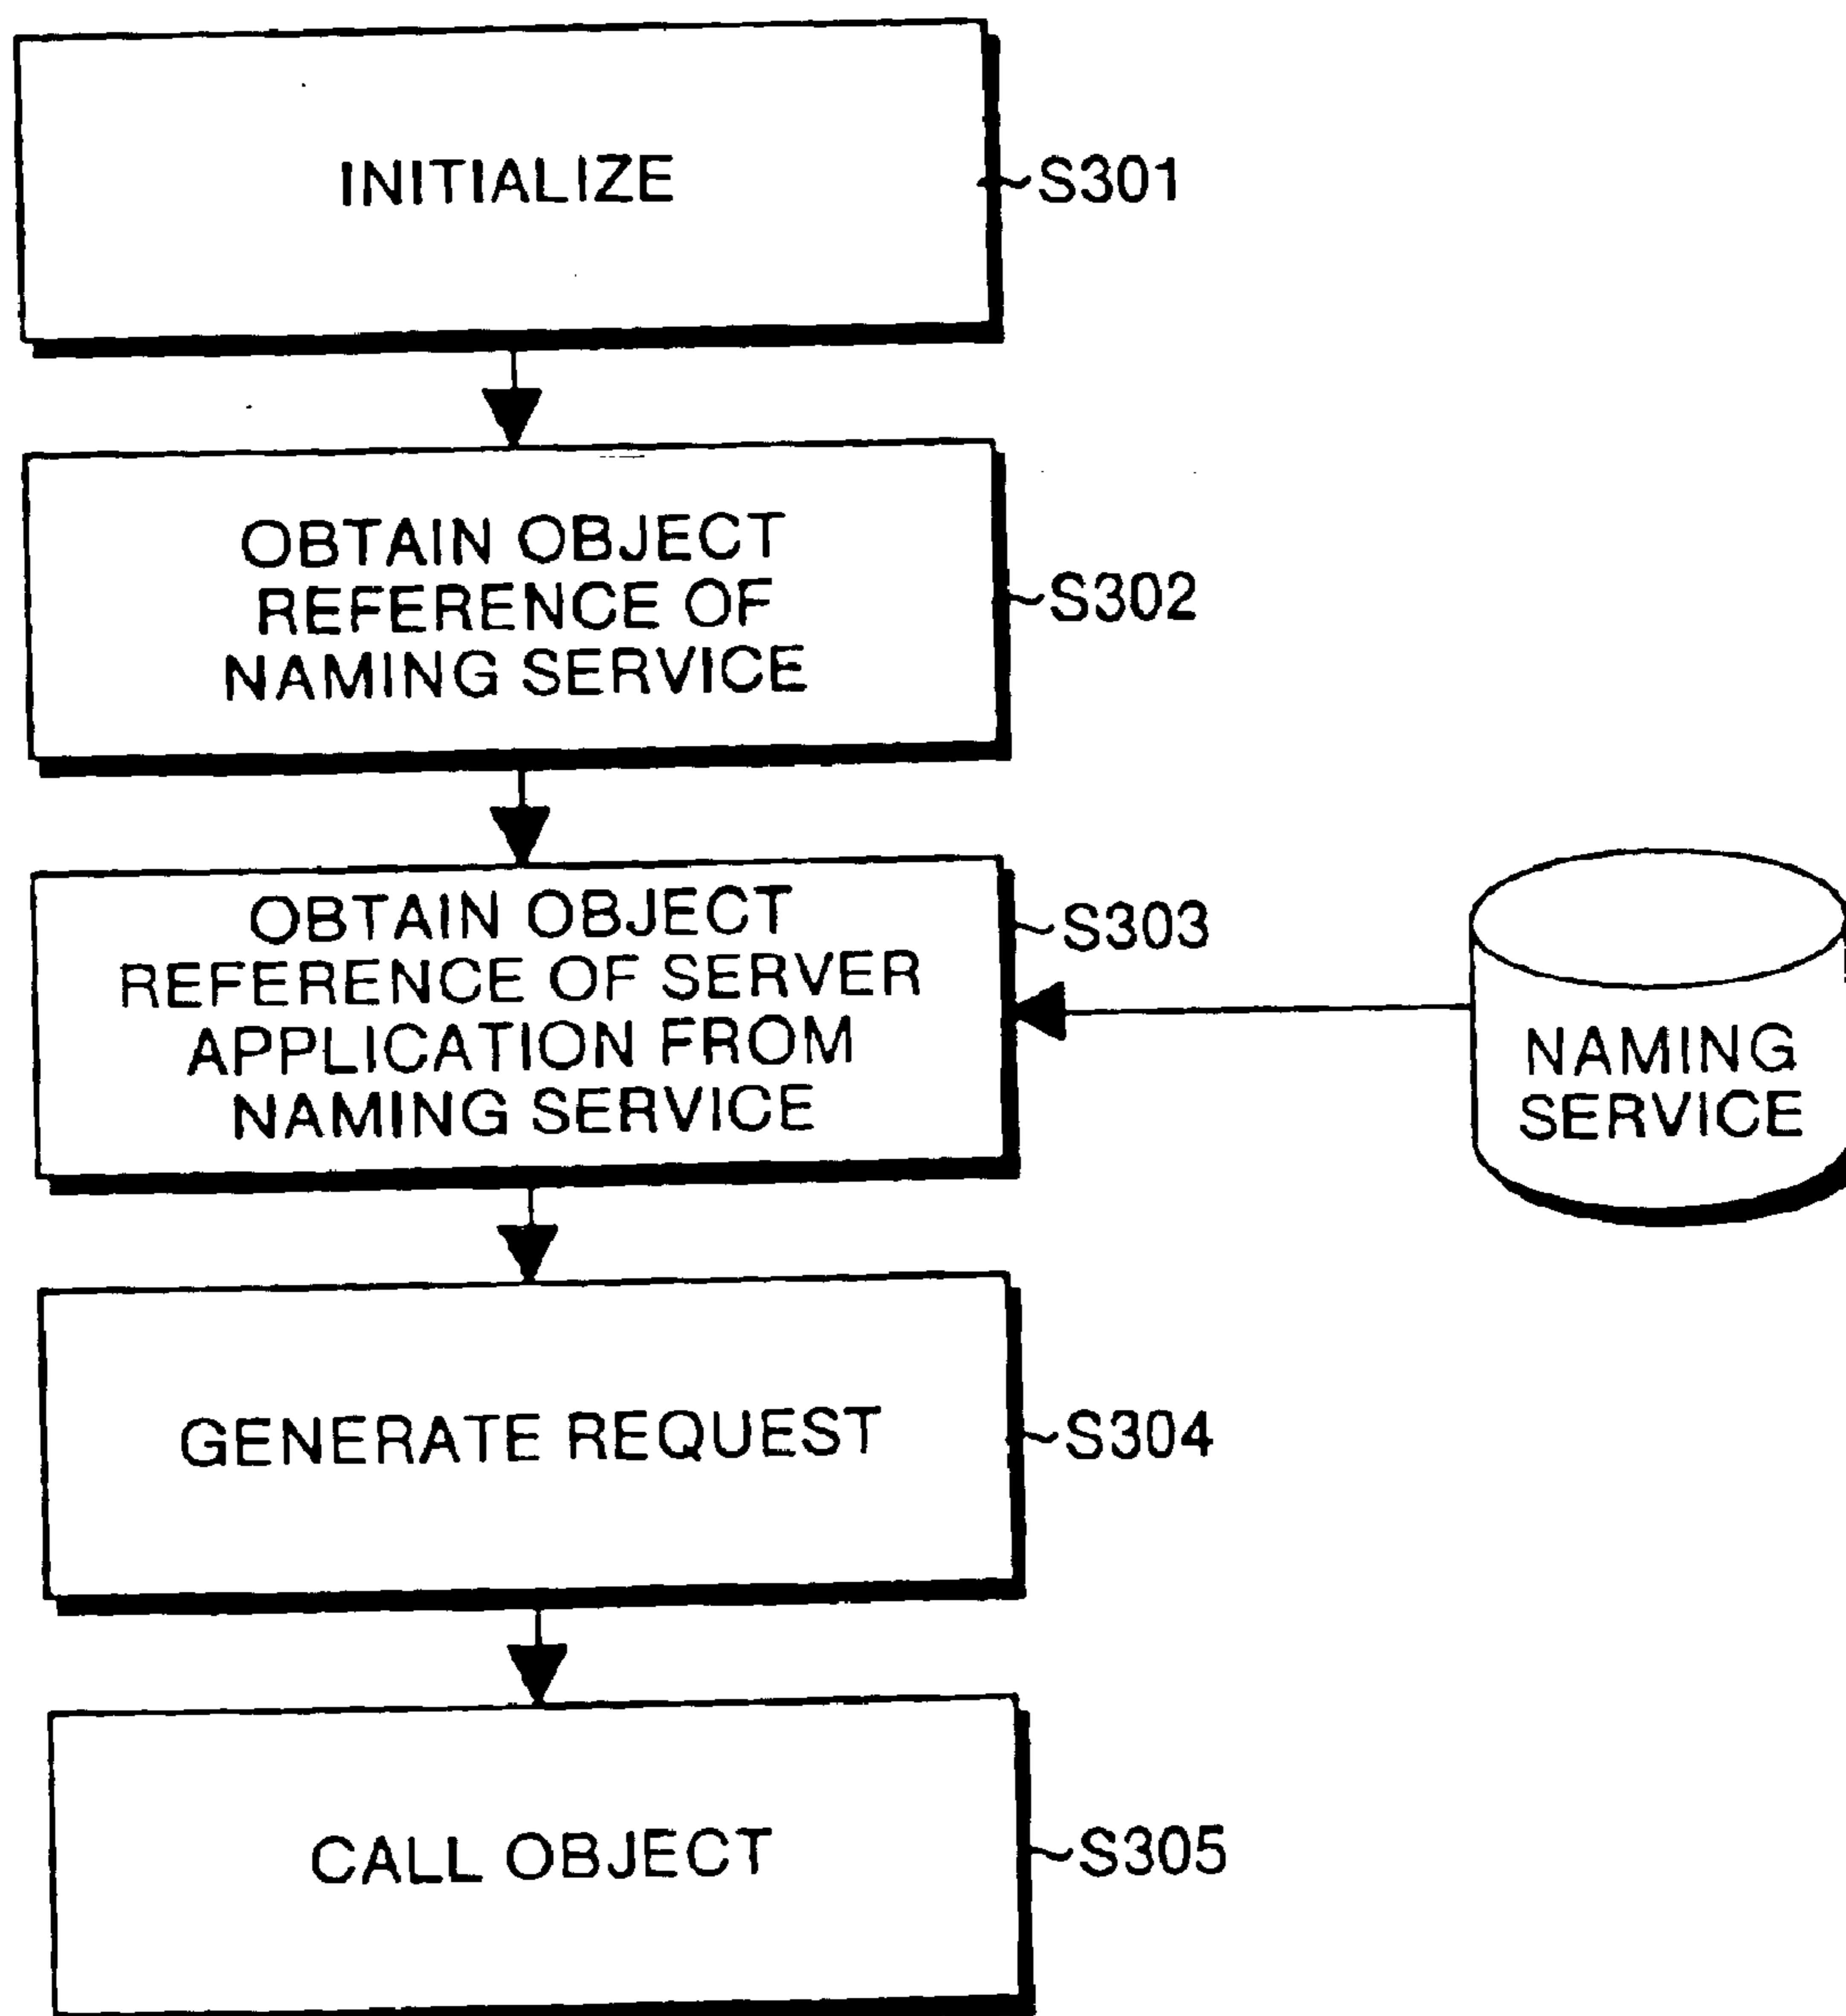 INITIALIZE
S301
OBTAIN OBJECT
REFERENCE OF
NAMING SERVICE
S302
OBTAIN OBJECT
REFERENCE OF SERVER
APPLICATION FROM
NAMING SERVICE
S303
NAMING
SERVICE
GENERATE REQUEST
S304
CALL OBJECT
S305